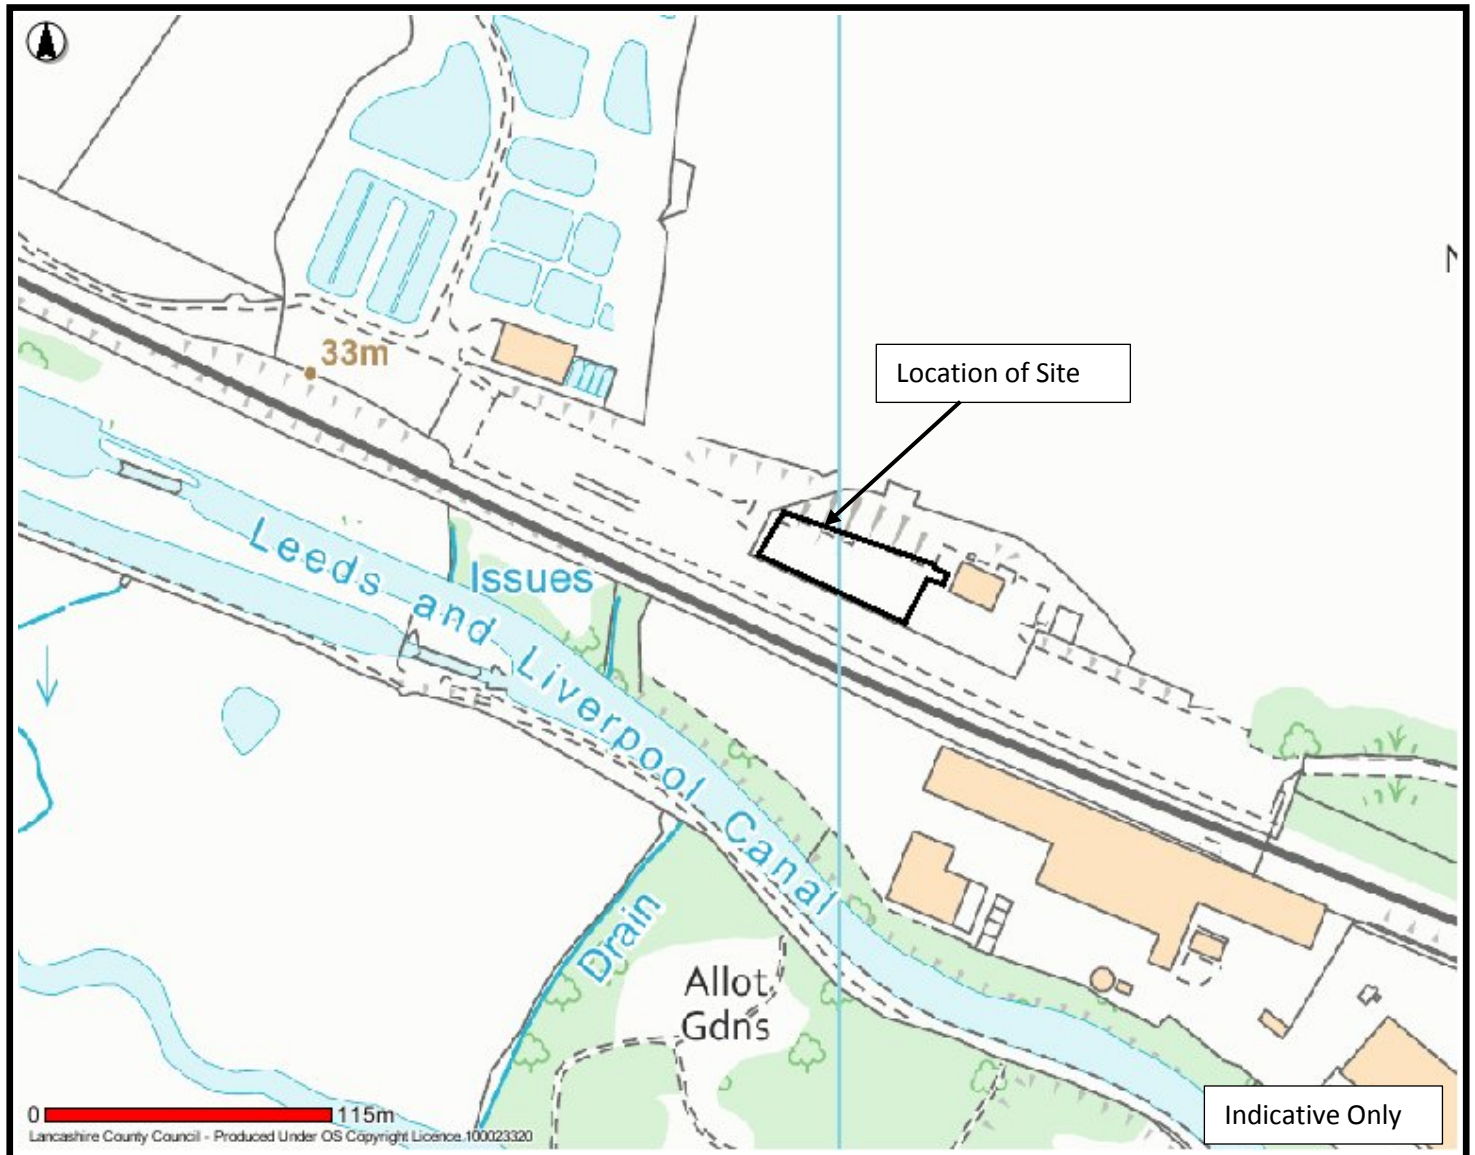 33m
Location of Site
Issues
Leeds and Liverpool Canal
Drain
Allot
Gdns
0 115m
Indicative Only
Lancashire County Council - Produced Under OS Copyright Licence 100023320